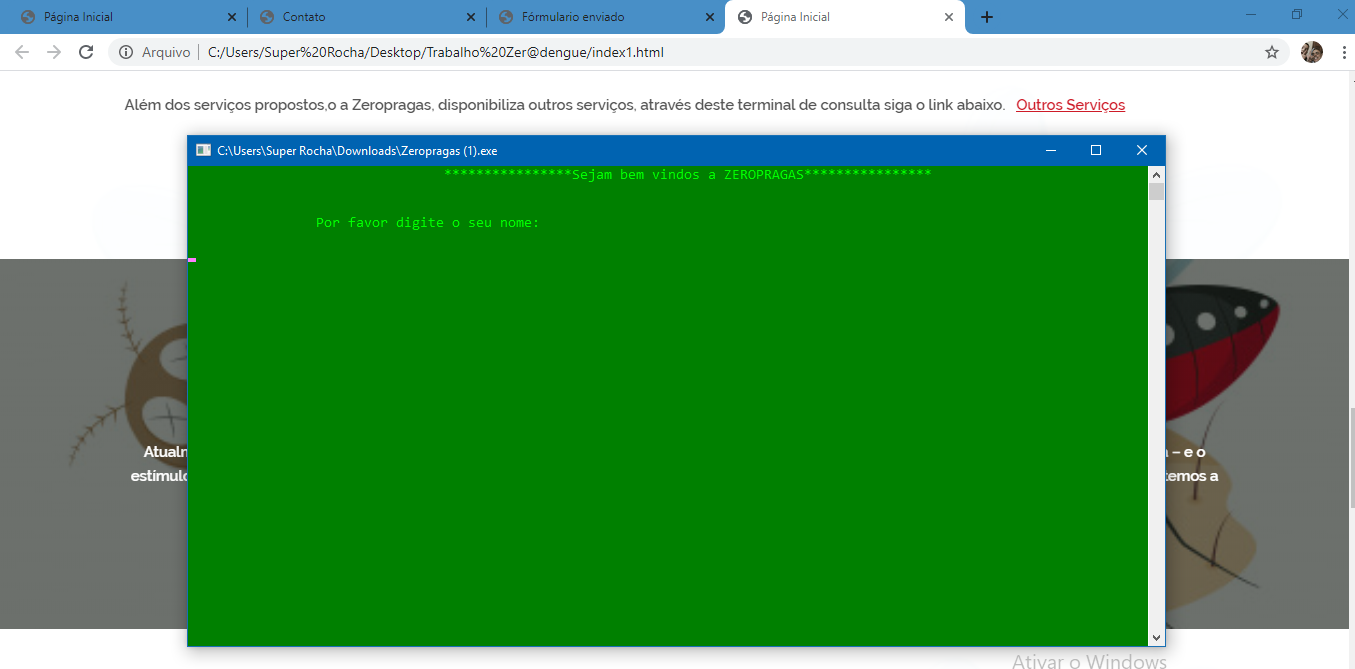 Página Inicial
Contato
Fórmulario enviado
Página Inicial
Arquivo | C:/Users/Super%20Rocha/Desktop/Trabalho%20Zer@dengue/index1.html
Além dos serviços propostos,o a Zeropragas, disponibiliza outros serviços, através deste terminal de consulta siga o link abaixo. Outros Serviços
C:\Users\Super Rocha\Downloads\Zeropragas (1).exe
****************Sejam bem vindos a ZEROPRAGAS****************
Por favor digite o seu nome:
– e o
temos a
Ativar o Windows